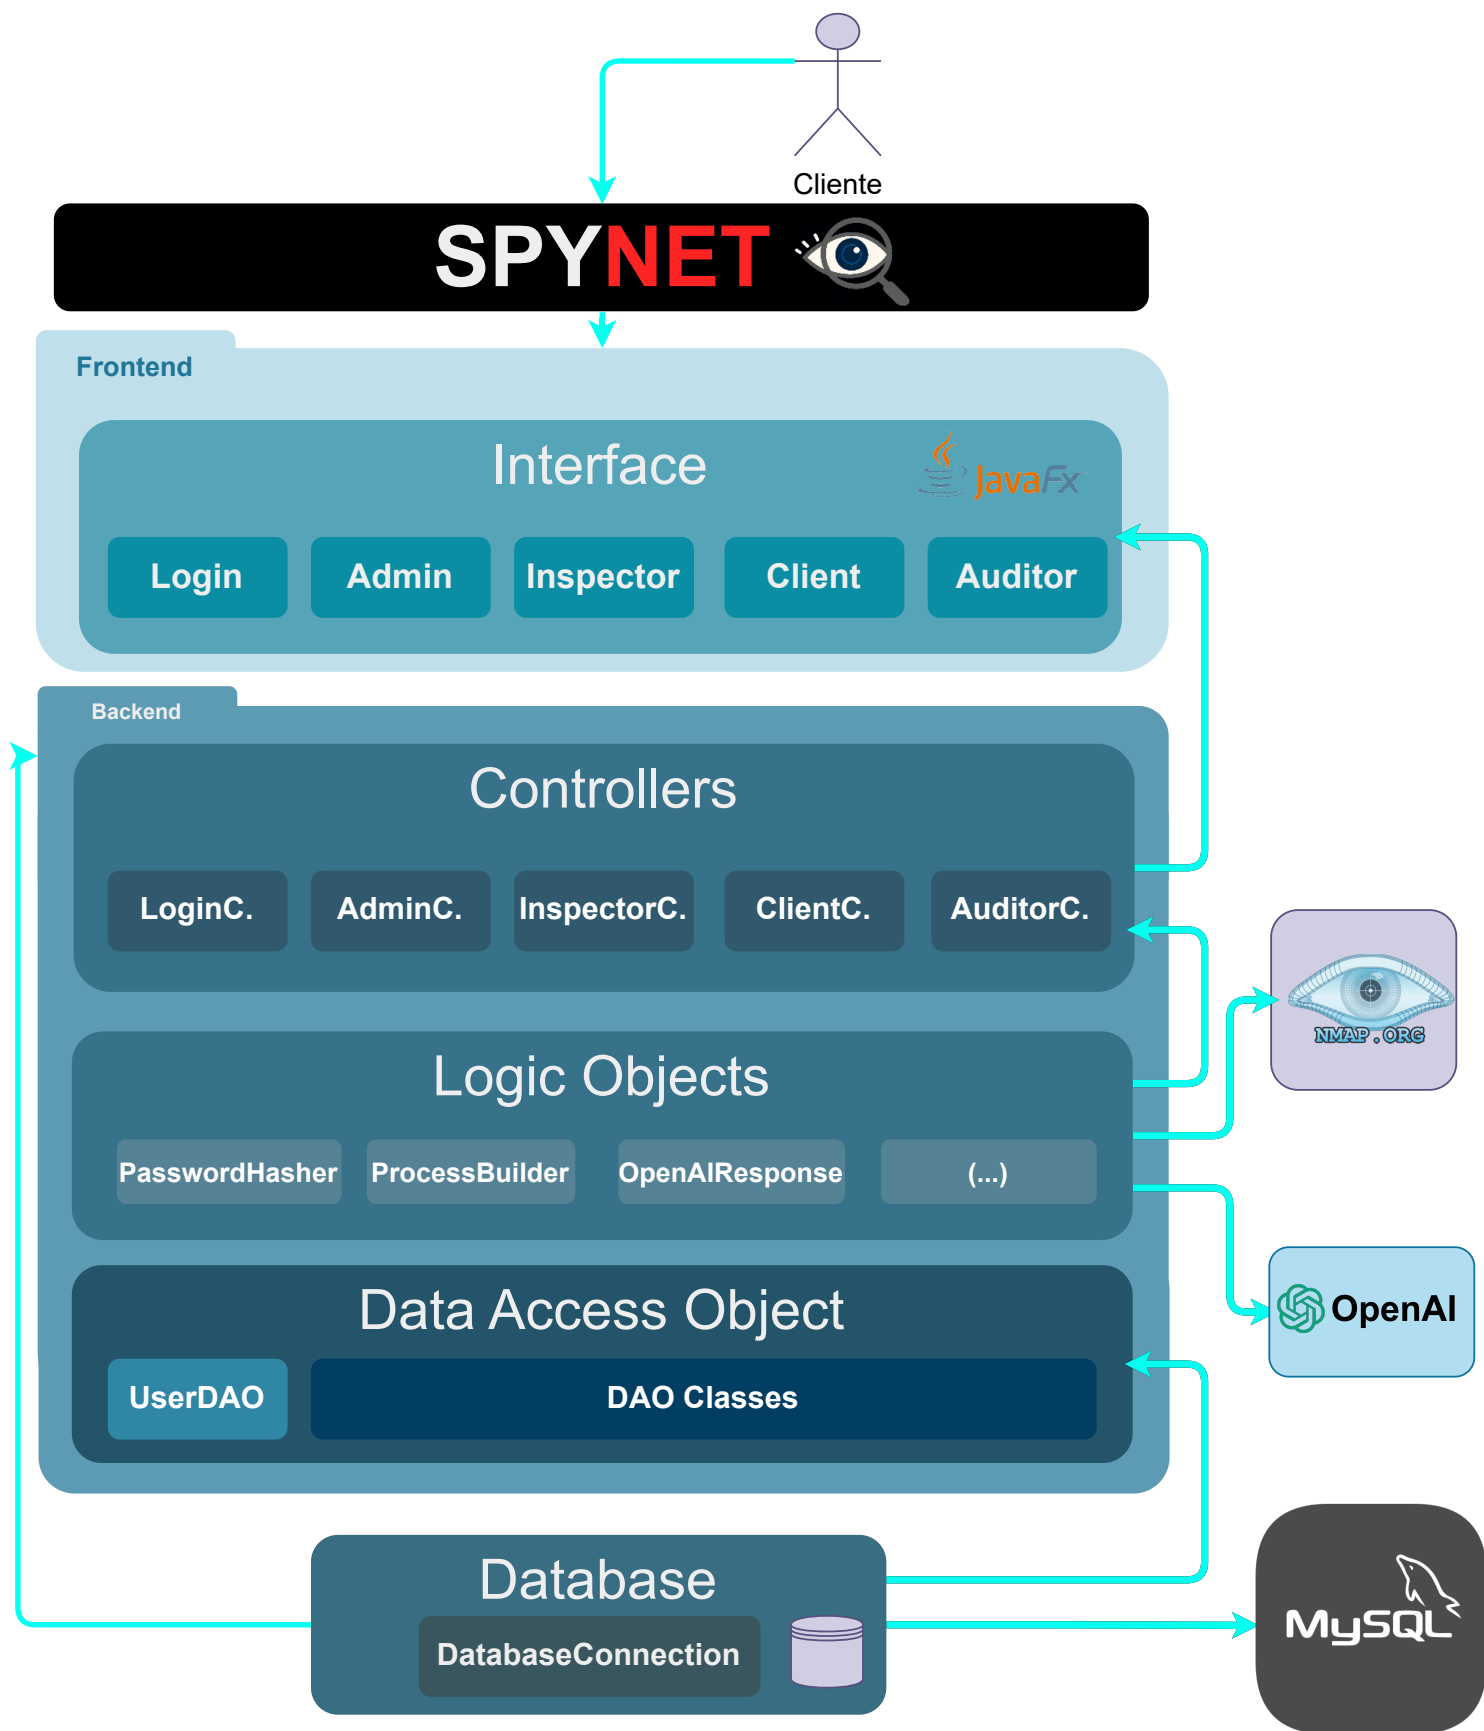 Cliente
SPYNET
Frontend
Interface
JavaFx
Login
Admin
Inspector
Client
Auditor
Backend
Controllers
LoginC.
AdminC.
InspectorC.
ClientC.
AuditorC.
NMAP.ORG
Logic Objects
PasswordHasher
ProcessBuilder
OpenAIResponse
(...)
OpenAI
Data Access Object
UserDAO
DAO Classes
Database
DatabaseConnection
MySQL